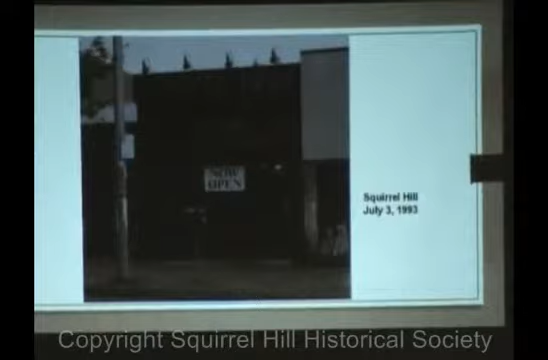 NOW
OPEN
Squirrel Hill
July 3, 1993
Copyright Squirrel Hill Historical Society